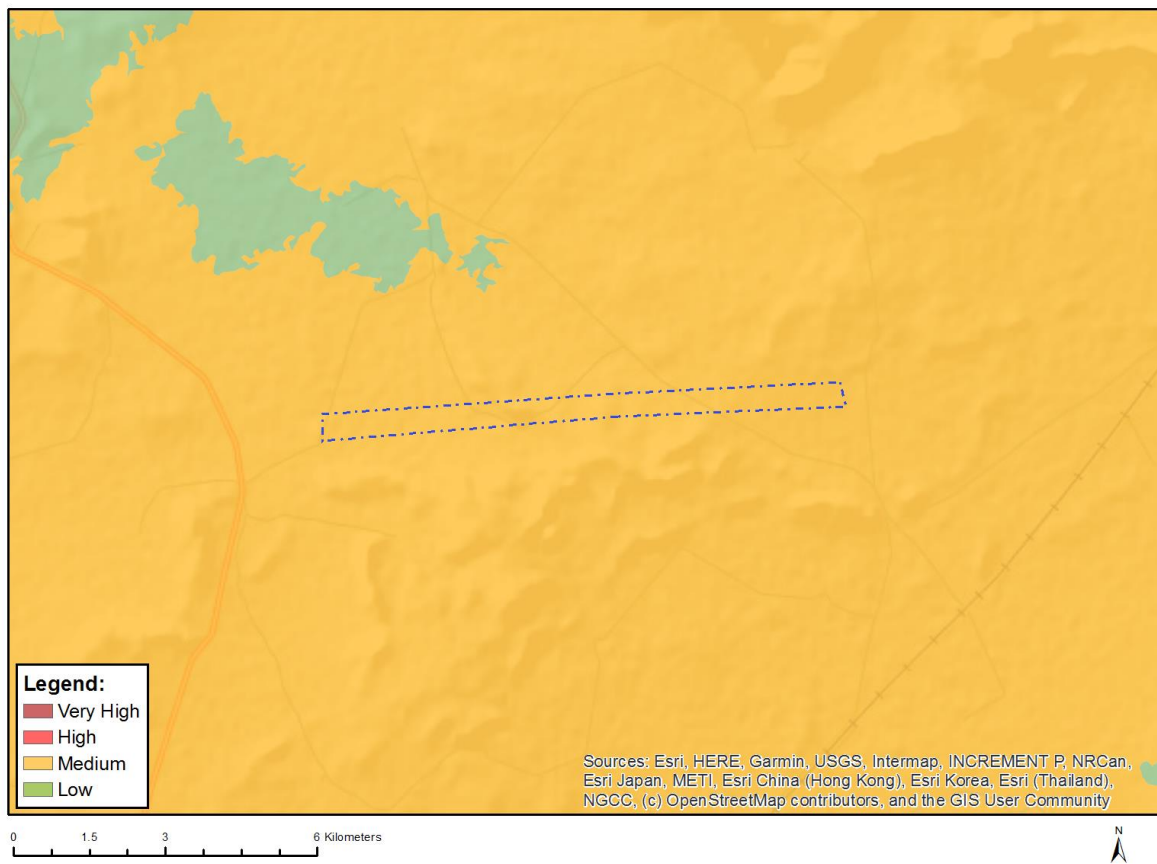 Legend:
Very High
High
Medium
Low
Sources: Esri, HERE, Garmin, USGS, Intermap, INCREMENT P, NRCan,
Esri Japan, METI, Esri China (Hong Kong), Esri Korea, Esri (Thailand),
NGCC, (c) OpenStreetMap contributors, and the GIS User Community
0 1.5 3 6 Kilometers
N